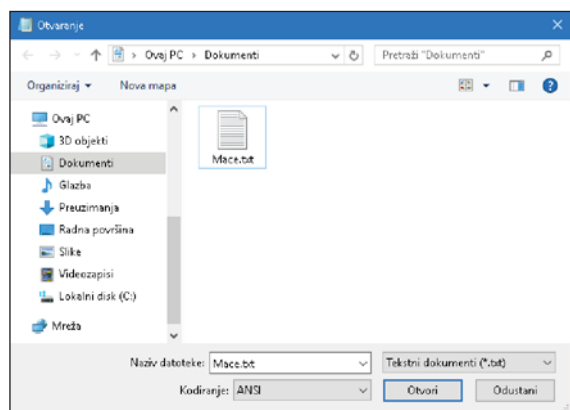 Otvaranje
Ovaj PC > Dokumenti
Pretraži "Dokumenti"
Organiziraj
Nova mapa
Ovaj PC
3D objekti
Dokumenti
Glazba
Preuzimanja
Radna površina
Slike
Videozapisi
Lokalni disk (C:)
Mreža
Mace.txt
Naziv datoteke: Mace.txt
Tekstni dokumenti (*.txt)
Kodiranje: ANSI
Otvori
Odustani